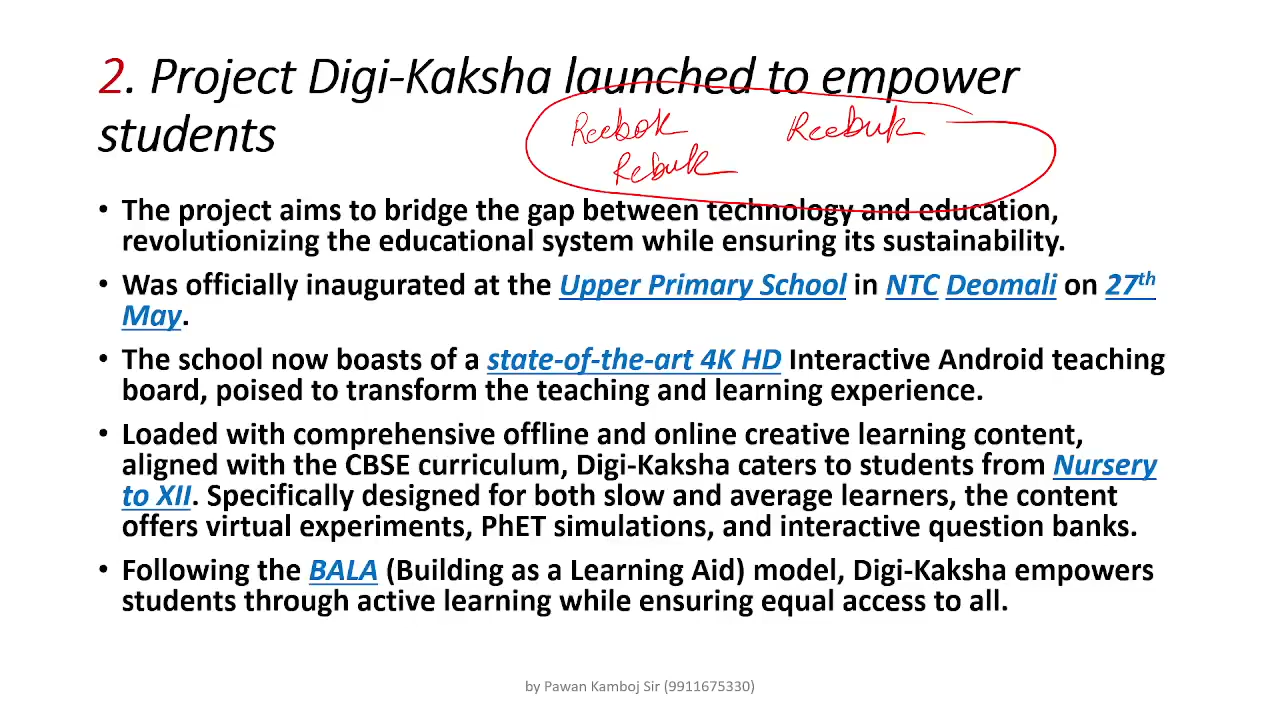 2. Project Digi-Kaksha launched to empower
students
Reebok Reebuk
Rebuk
• The project aims to bridge the gap between technology and education,
revolutionizing the educational system while ensuring its sustainability.
• Was officially inaugurated at the Upper Primary School in NTC Deomali on 27th
May.
• The school now boasts of a state-of-the-art 4K HD Interactive Android teaching
board, poised to transform the teaching and learning experience.
• Loaded with comprehensive offline and online creative learning content,
aligned with the CBSE curriculum, Digi-Kaksha caters to students from Nursery
to XII. Specifically designed for both slow and average learners, the content
offers virtual experiments, PhET simulations, and interactive question banks.
• Following the BALA (Building as a Learning Aid) model, Digi-Kaksha empowers
students through active learning while ensuring equal access to all.
by Pawan Kamboj Sir (9911675330)